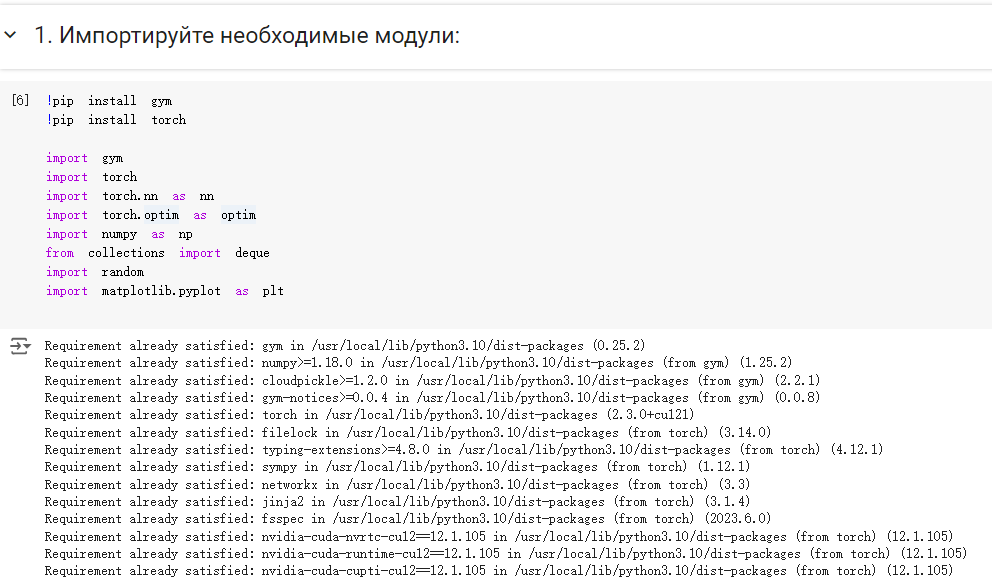 1. Импортируйте необходимые модули:
[6] !pip install gym
!pip install torch
import gym
import torch
import torch.nn as nn
import torch.optim as optim
import numpy as np
from collections import deque
import random
import matplotlib.pyplot as plt
Requirement already satisfied: gym in /usr/local/lib/python3.10/dist-packages (0.25.2)
Requirement already satisfied: numpy>=1.18.0 in /usr/local/lib/python3.10/dist-packages (from gym) (1.25.2)
Requirement already satisfied: cloudpickle>=1.2.0 in /usr/local/lib/python3.10/dist-packages (from gym) (2.2.1)
Requirement already satisfied: gym-notices>=0.0.4 in /usr/local/lib/python3.10/dist-packages (from gym) (0.0.8)
Requirement already satisfied: torch in /usr/local/lib/python3.10/dist-packages (2.3.0+cu121)
Requirement already satisfied: filelock in /usr/local/lib/python3.10/dist-packages (from torch) (3.14.0)
Requirement already satisfied: typing-extensions>=4.8.0 in /usr/local/lib/python3.10/dist-packages (from torch) (4.12.1)
Requirement already satisfied: sympy in /usr/local/lib/python3.10/dist-packages (from torch) (1.12.1)
Requirement already satisfied: networkx in /usr/local/lib/python3.10/dist-packages (from torch) (3.3)
Requirement already satisfied: jinja2 in /usr/local/lib/python3.10/dist-packages (from torch) (3.1.4)
Requirement already satisfied: fsspec in /usr/local/lib/python3.10/dist-packages (from torch) (2023.6.0)
Requirement already satisfied: nvidia-cuda-nvrtc-cu12==12.1.105 in /usr/local/lib/python3.10/dist-packages (from torch) (12.1.105)
Requirement already satisfied: nvidia-cuda-runtime-cu12==12.1.105 in /usr/local/lib/python3.10/dist-packages (from torch) (12.1.105)
Requirement already satisfied: nvidia-cuda-cupti-cu12==12.1.105 in /usr/local/lib/python3.10/dist-packages (from torch) (12.1.105)